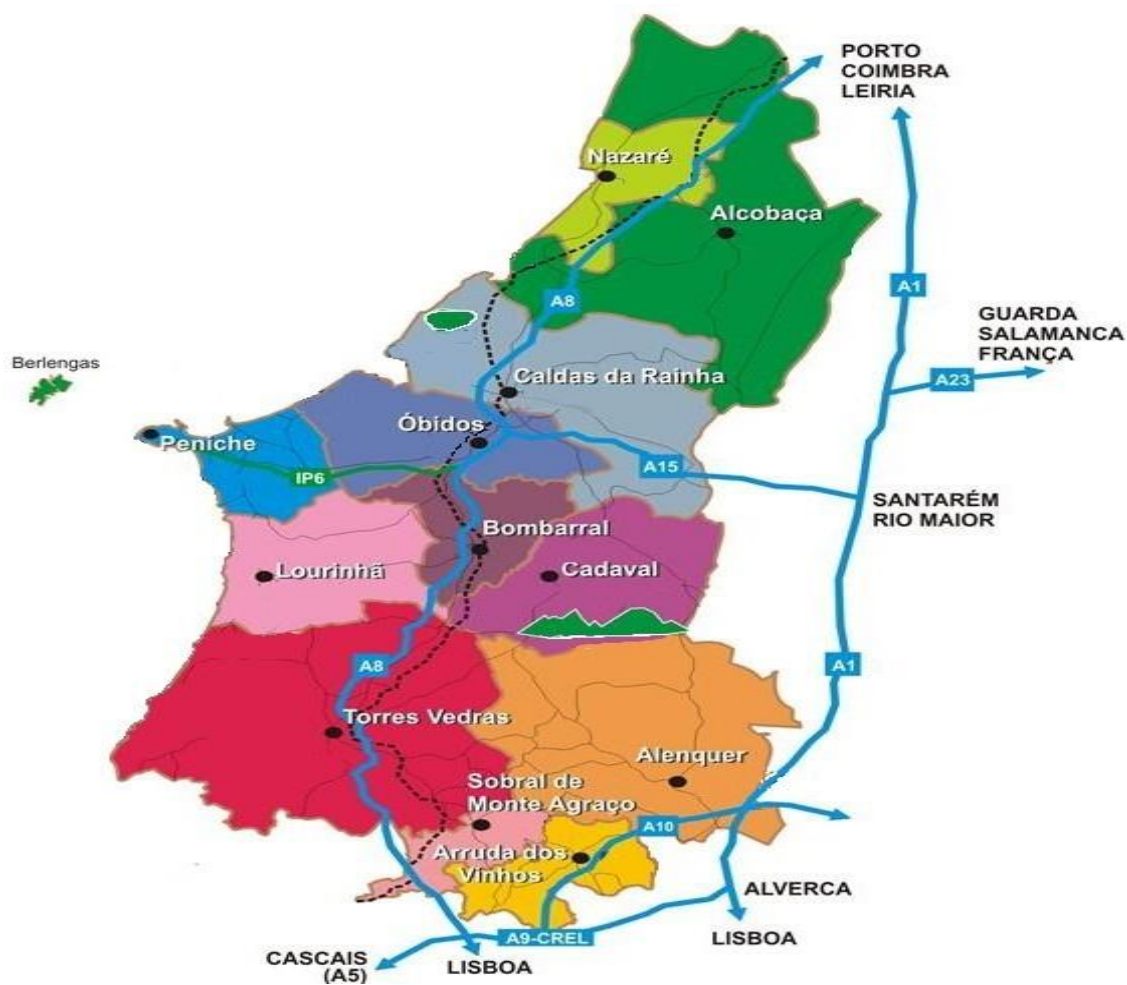 PORTO
COIMBRA
LEIRIA
Nazaré
Alcobaça
A1
A8
GUARDA
SALAMANCA
FRANÇA
Berlengas
A23
Caldas da Rainha
Óbidos
Peniche
A15
IP6
SANTARÉM
RIO MAIOR
Bombarral
Lourinhã
Cadaval
A8
A1
Torres Vedras
Alenquer
Sobral de
Monte Agraço
A10
Arruda dos
Vinhos
ALVERCA
A9-CREL
LISBOA
CASCAIS
(A5)
LISBOA